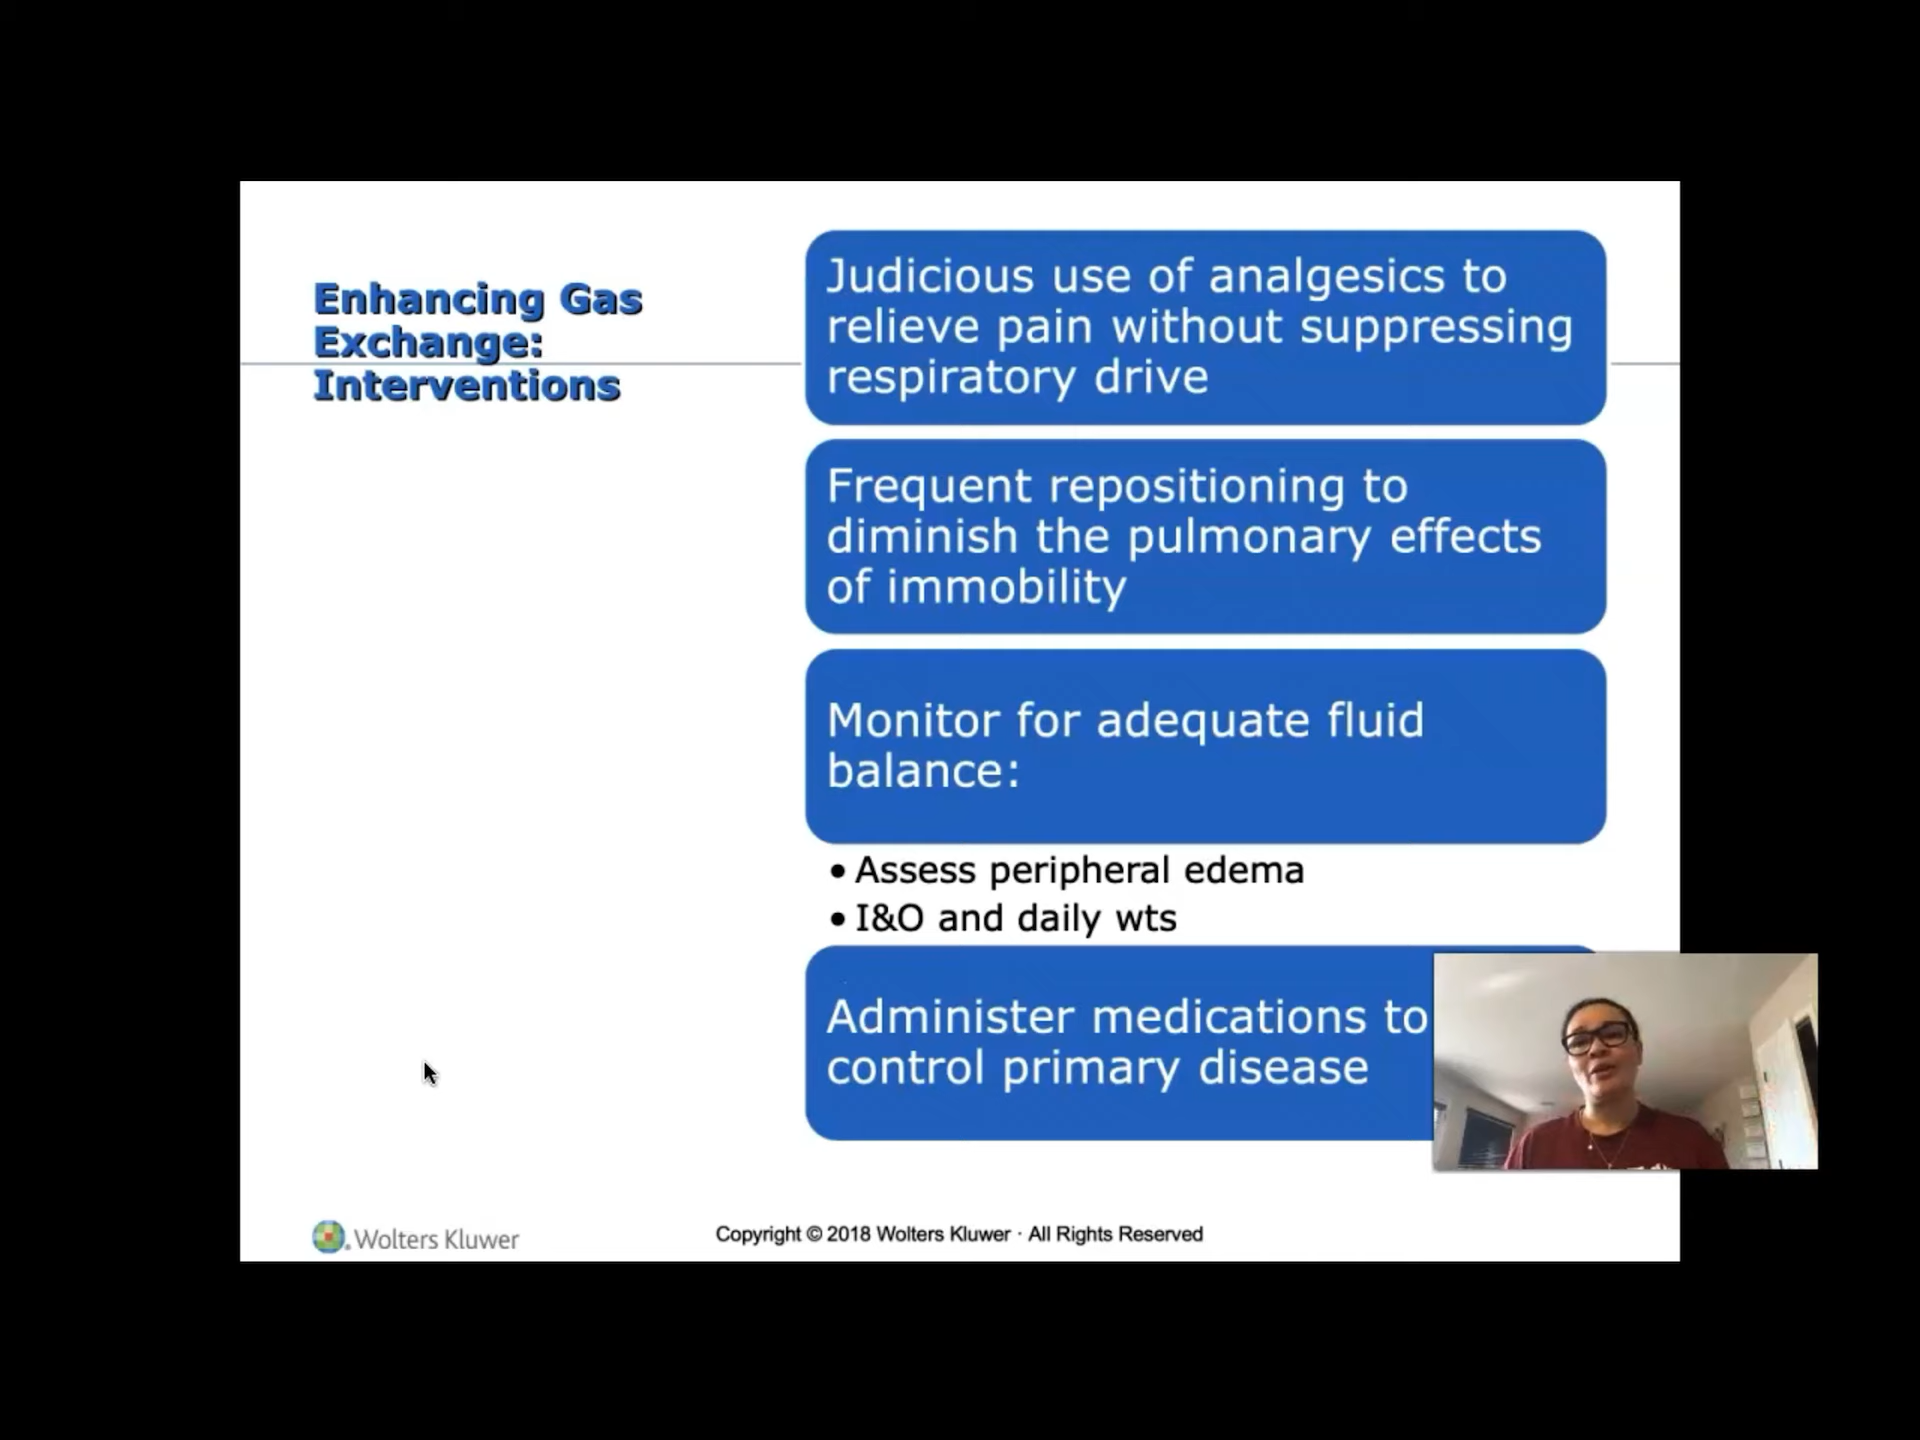 Enhancing Gas
Exchange:
Interventions
Judicious use of analgesics to
relieve pain without suppressing
respiratory drive
Frequent repositioning to
diminish the pulmonary effects
of immobility
Monitor for adequate fluid
balance:
• Assess peripheral edema
• I&O and daily wts
Administer medications to
control primary disease
Wolters Kluwer
Copyright © 2018 Wolters Kluwer · All Rights Reserved